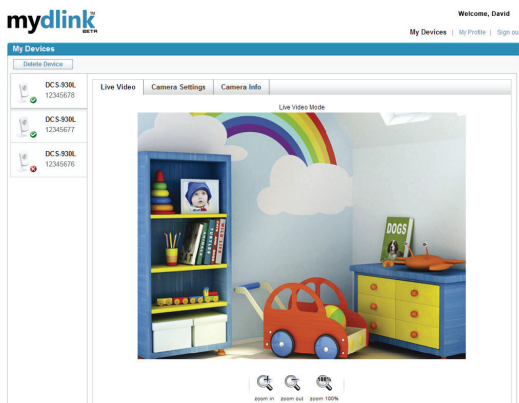 mydlink™
BETA
Welcome, David
My Devices | My Profile | Sign out
My Devices
Delete Device
DCS-930L
12345678
DCS-930L
12345677
DCS-930L
12345676
Live Video
Camera Settings
Camera Info
Live Video Mode
DOGS
100%
zoom in zoom out zoom 100%